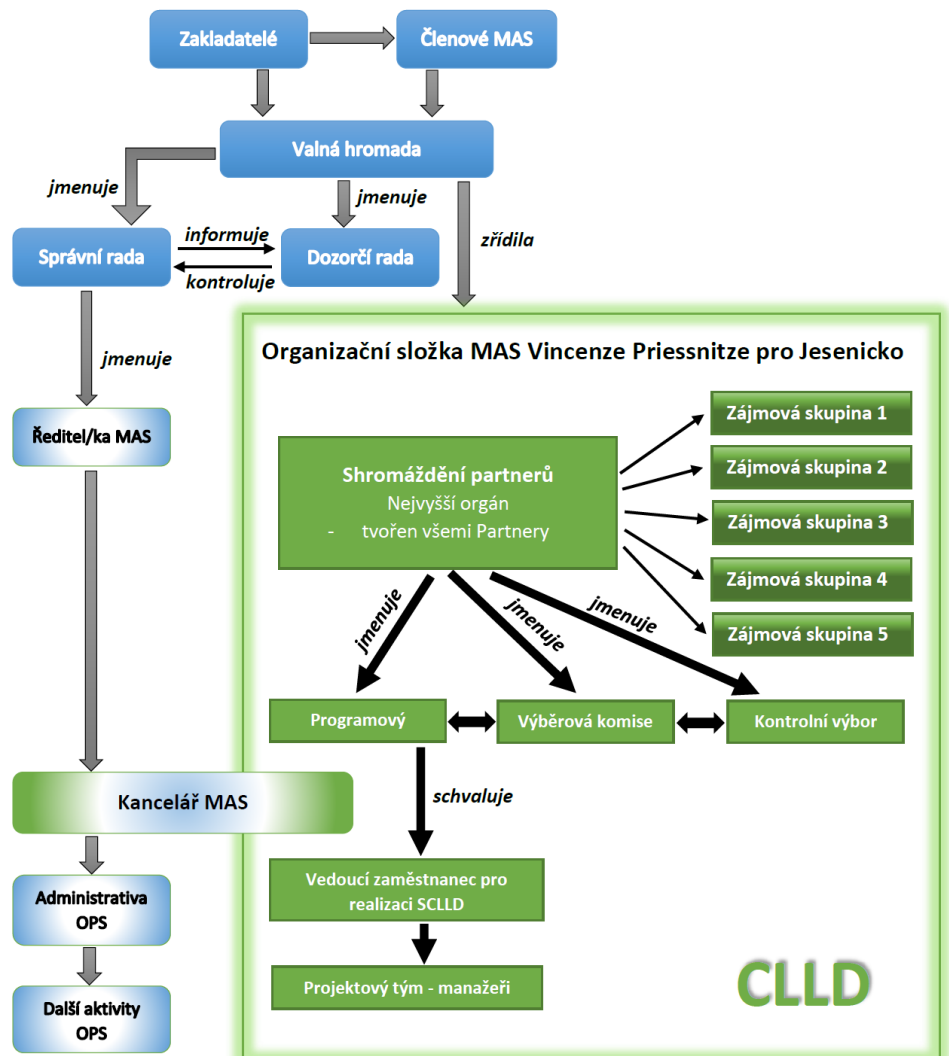 Zakladatelé
Členové MAS
Valná hromada
jmenuje
jmenuje
zřídila
Správní rada
informuje
kontroluje
Dozorčí rada
jmenuje
Ředitel/ka MAS
Organizační složka MAS Vincenze Priessnitze pro Jesenicko
Shromáždění partnerů
Nejvyšší orgán
- tvořen všemi Partnery
Zájmová skupina 1
Zájmová skupina 2
Zájmová skupina 3
Zájmová skupina 4
Zájmová skupina 5
jmenuje
jmenuje
jmenuje
Programový
Výběrová komise
Kontrolní výbor
Kancelář MAS
schvaluje
Administrativa
OPS
Vedoucí zaměstnanec pro
realizaci SCLLD
Další aktivity
OPS
Projektový tým - manažeři
CLLD